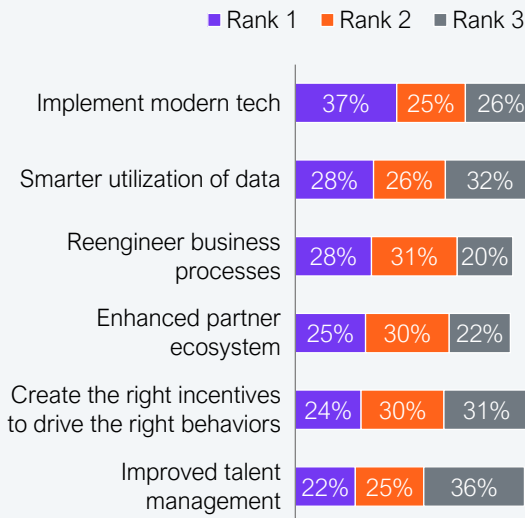 Rank 1 Rank 2 Rank 3
Implement modern tech 37% 25% 26%
Smarter utilization of data 28% 26% 32%
Reengineer business
processes 28% 31% 20%
Enhanced partner
ecosystem 25% 30% 22%
Create the right incentives
to drive the right behaviors 24% 30% 31%
Improved talent
management 22% 25% 36%